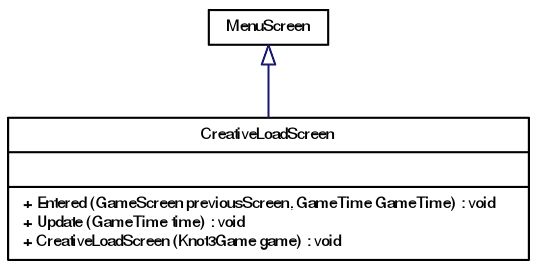 MenuScreen
CreativeLoadScreen
+ Entered (GameScreen previousScreen, GameTime GameTime) : void
+ Update (GameTime time) : void
+ CreativeLoadScreen (Knot3Game game) : void